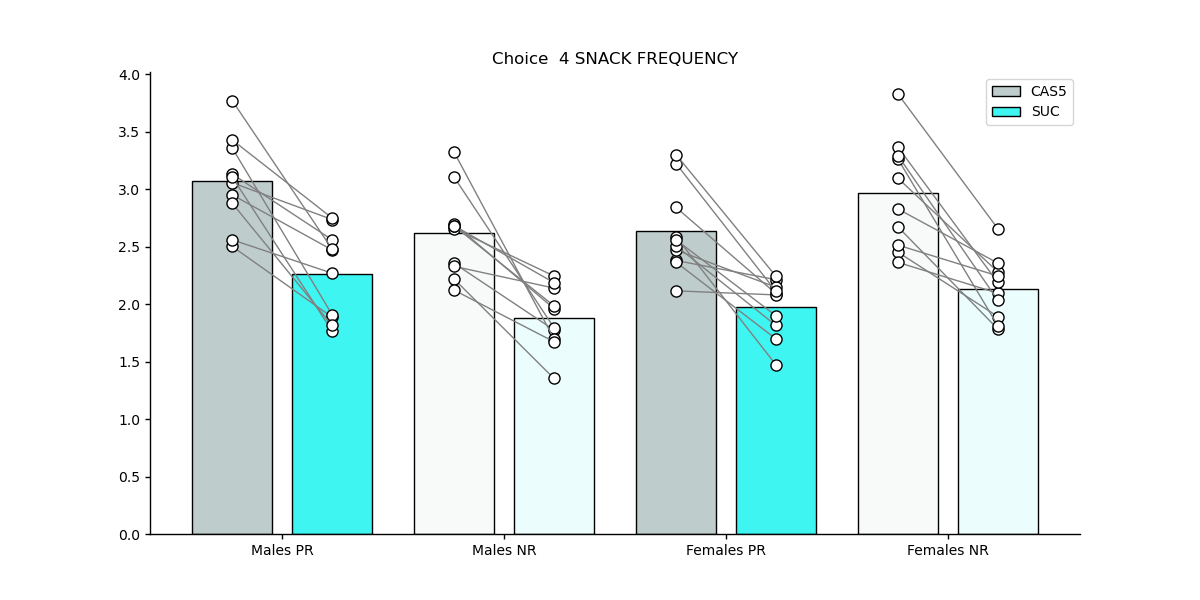 Choice  4 SNACK FREQUENCY
4.0
3.5
3.0
2.5
2.0
1.5
1.0
0.5
0.0
CAS5
SUC
Males PR
Males NR
Females PR
Females NR